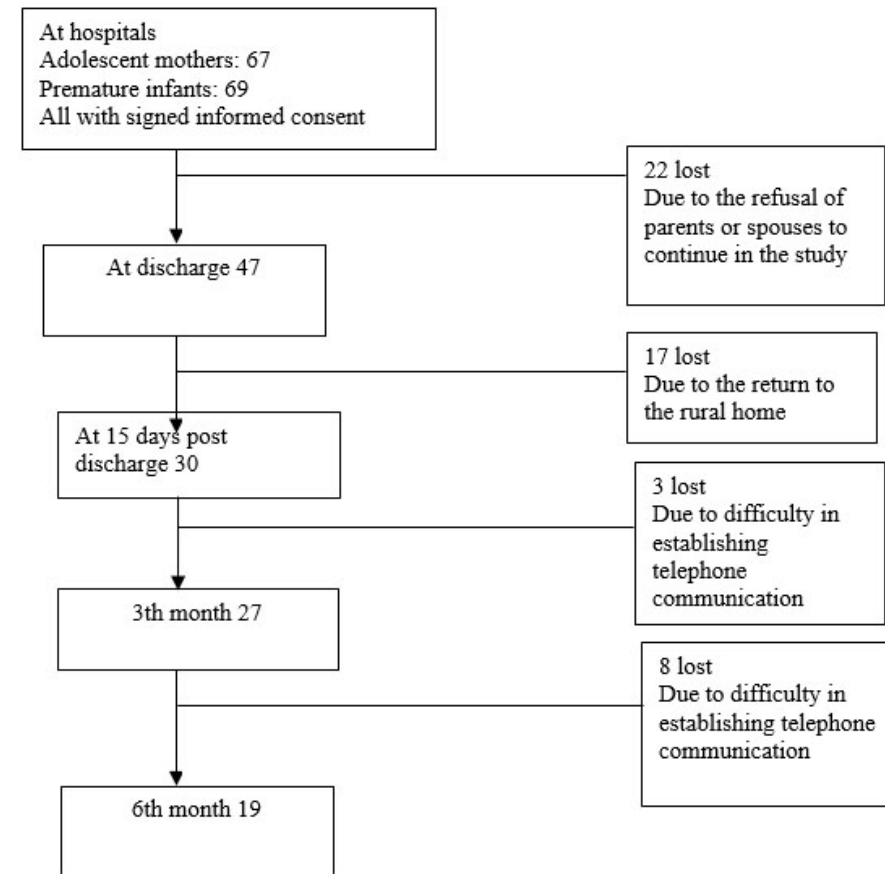 At hospitals
Adolescent mothers: 67
Premature infants: 69
All with signed informed consent
22 lost
Due to the refusal of
parents or spouses to
continue in the study
At discharge 47
17 lost
Due to the return to
the rural home
At 15 days post
discharge 30
3 lost
Due to difficulty in
establishing
telephone
communication
3th month 27
8 lost
Due to difficulty in
establishing telephone
communication
6th month 19